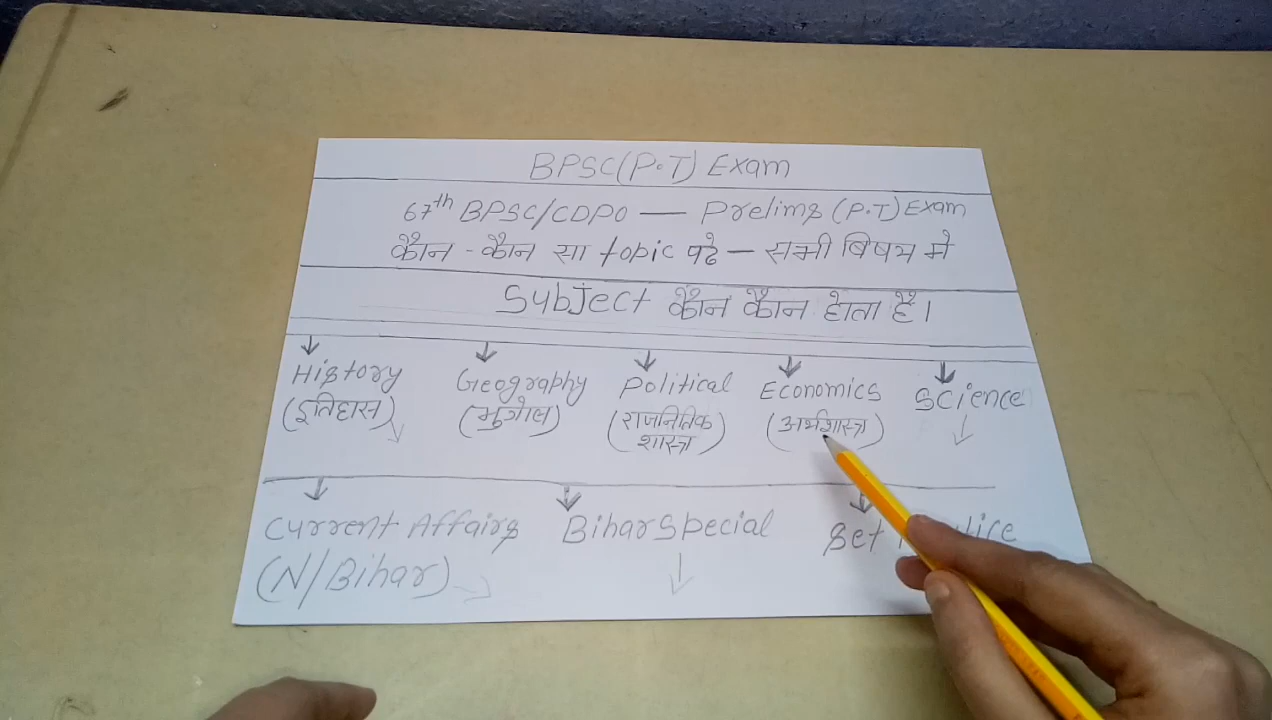 BPSC(P.T) Exam
67th BPSC/CDPO — Prelims (P.T) Exam
कौन - कौन सा topic पढे — सभी बिषय मे
Subject कौन कौन होता है।
History Geography Political Economics Science
(इतिहास) (भुगोल) (राजनितिक शास्त्र) (अर्थशास्त्र)
Current Affairs Bihar Special Set
(N/Bihar)